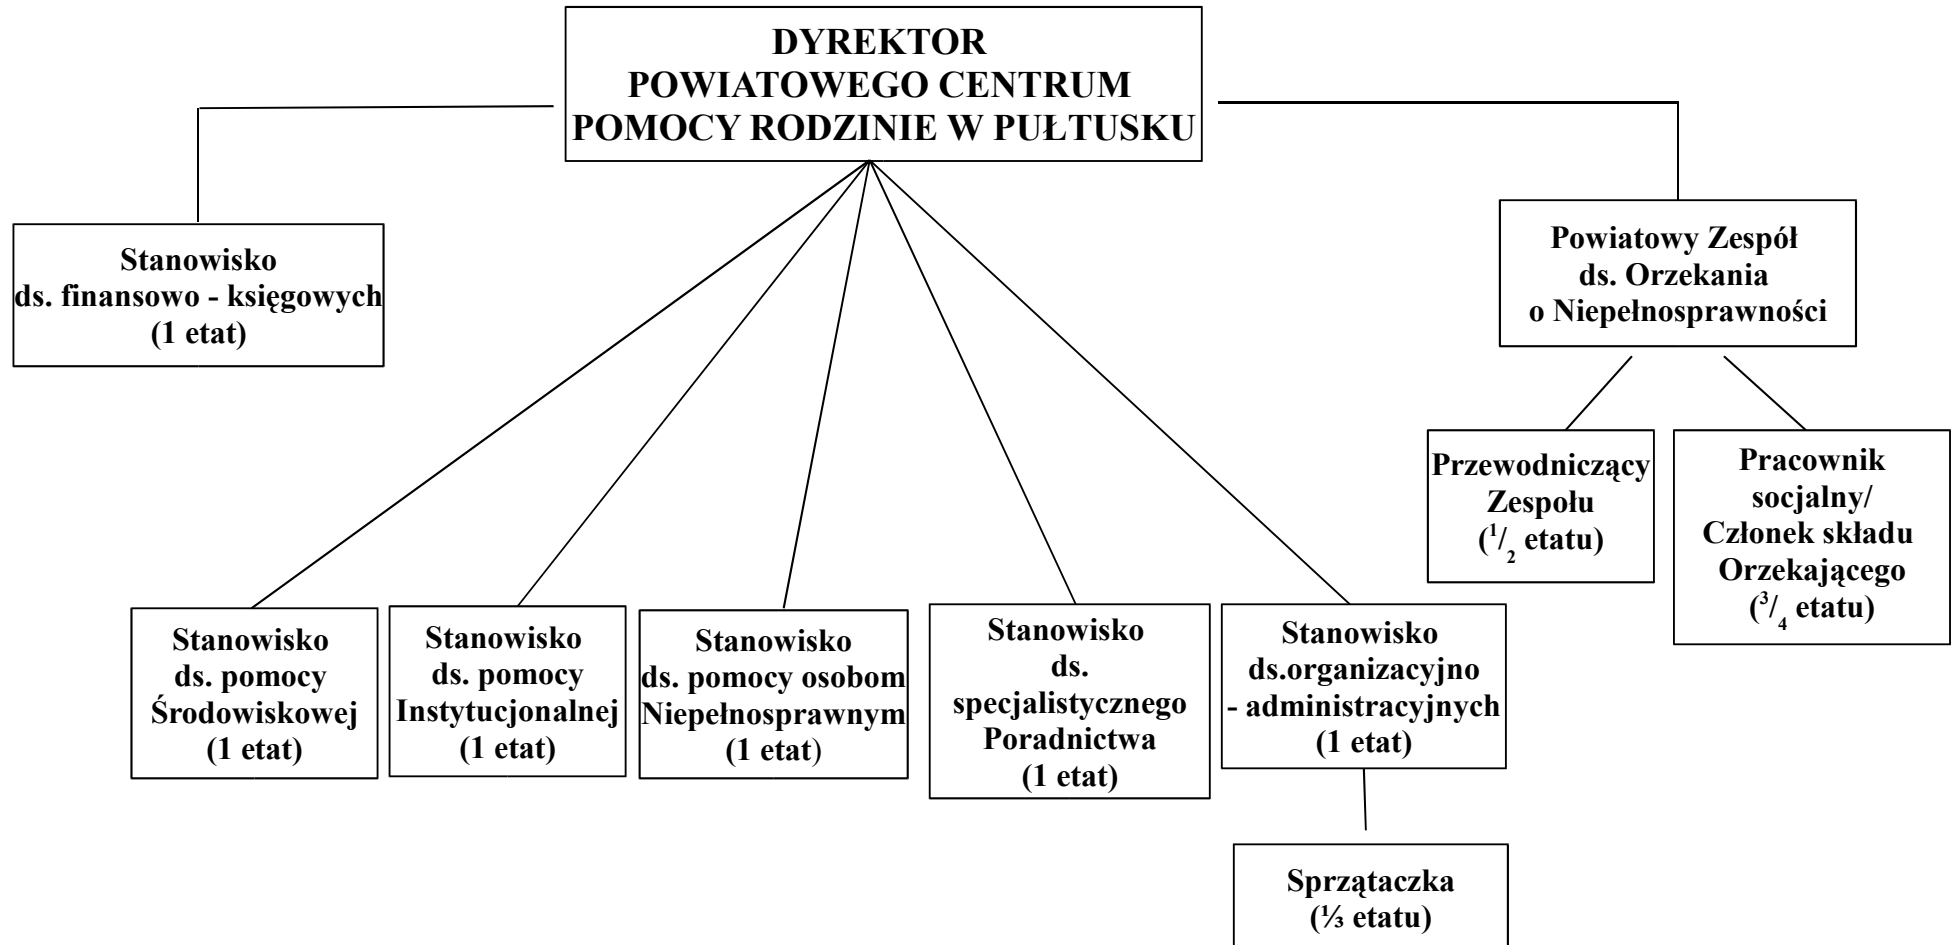 DYREKTOR
POWIATOWEGO CENTRUM
POMOCY RODZINIE W PUŁTUSKU
Stanowisko
ds. finansowo - księgowych
(1 etat)
Powiatowy Zespół
ds. Orzekania
o Niepełnosprawności
Przewodniczący
Zespołu
(¹/₂ etatu)
Pracownik
socjalny/
Członek składu
Orzekającego
(³/₄ etatu)
Stanowisko
ds. pomocy
Środowiskowej
(1 etat)
Stanowisko
ds. pomocy
Instytucjonalnej
(1 etat)
Stanowisko
ds. pomocy osobom
Niepełnosprawnym
(1 etat)
Stanowisko
ds.
specjalistycznego
Poradnictwa
(1 etat)
Stanowisko
ds.organizacyjno
- administracyjnych
(1 etat)
Sprzątaczka
(⅓ etatu)